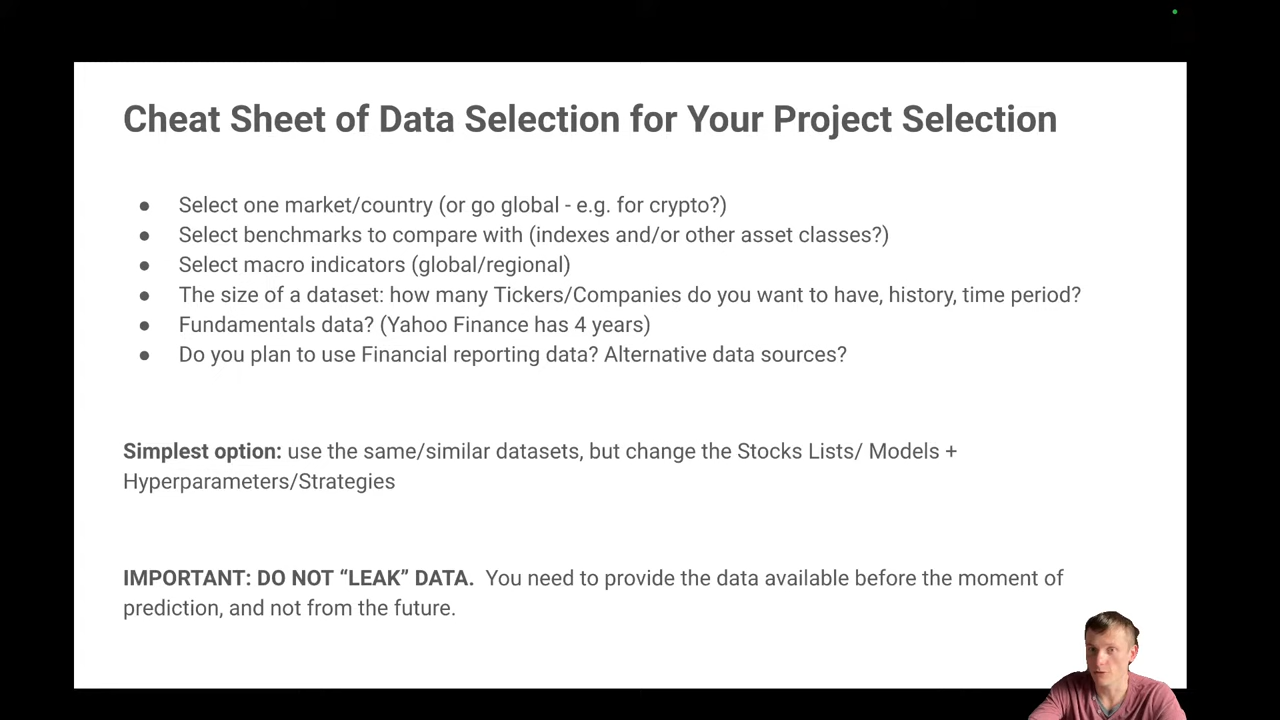 Cheat Sheet of Data Selection for Your Project Selection
● Select one market/country (or go global - e.g. for crypto?)
● Select benchmarks to compare with (indexes and/or other asset classes?)
● Select macro indicators (global/regional)
● The size of a dataset: how many Tickers/Companies do you want to have, history, time period?
● Fundamentals data? (Yahoo Finance has 4 years)
● Do you plan to use Financial reporting data? Alternative data sources?
Simplest option: use the same/similar datasets, but change the Stocks Lists/ Models +
Hyperparameters/Strategies
IMPORTANT: DO NOT “LEAK” DATA.  You need to provide the data available before the moment of
prediction, and not from the future.